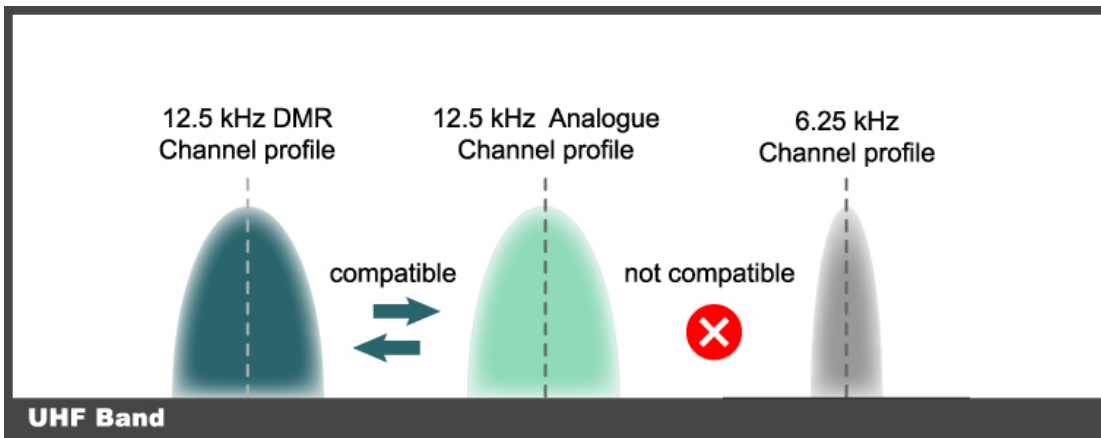 12.5 kHz DMR
Channel profile
12.5 kHz Analogue
Channel profile
6.25 kHz
Channel profile
compatible
not compatible
UHF Band